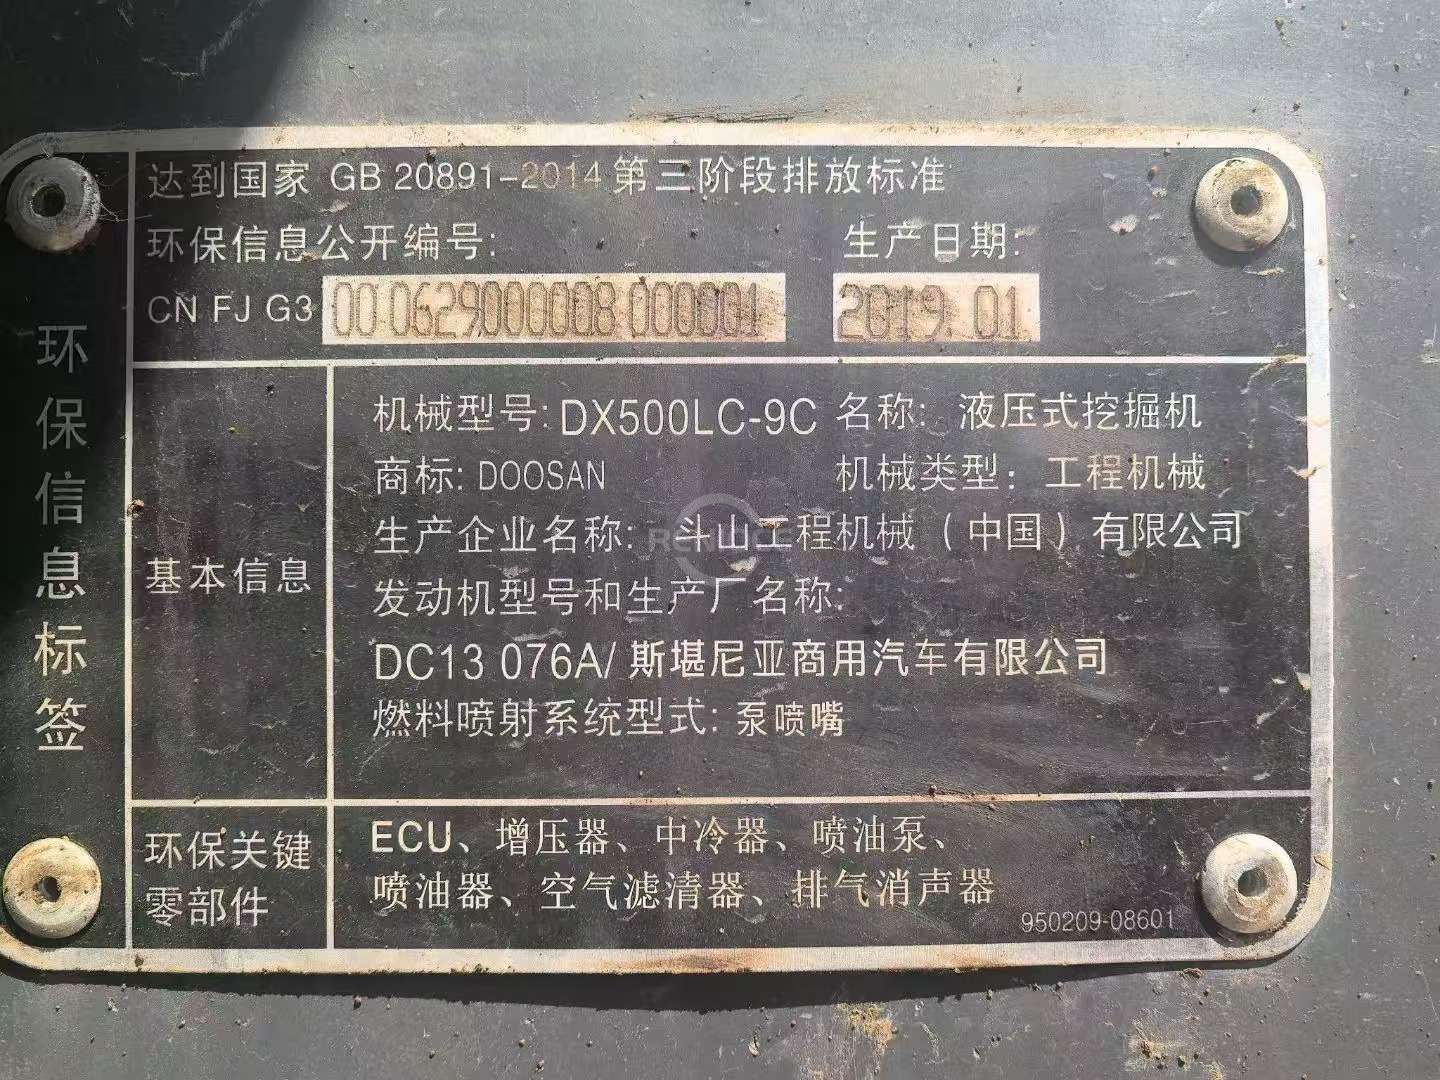 环保信息标签
达到国家 GB 20891-2014 第三阶段排放标准
环保信息公开编号: 生产日期:
CN FJ G3 00 0629000008 000001 2019.01
基本信息
机械型号: DX500LC-9C 名称: 液压式挖掘机
商标: DOOSAN 机械类型: 工程机械
生产企业名称: 斗山工程机械（中国）有限公司
发动机型号和生产厂名称:
DC13 076A/ 斯堪尼亚商用汽车有限公司
燃料喷射系统型式: 泵喷嘴
环保关键
零部件
ECU、增压器、中冷器、喷油泵、
喷油器、空气滤清器、排气消声器
950209-08601